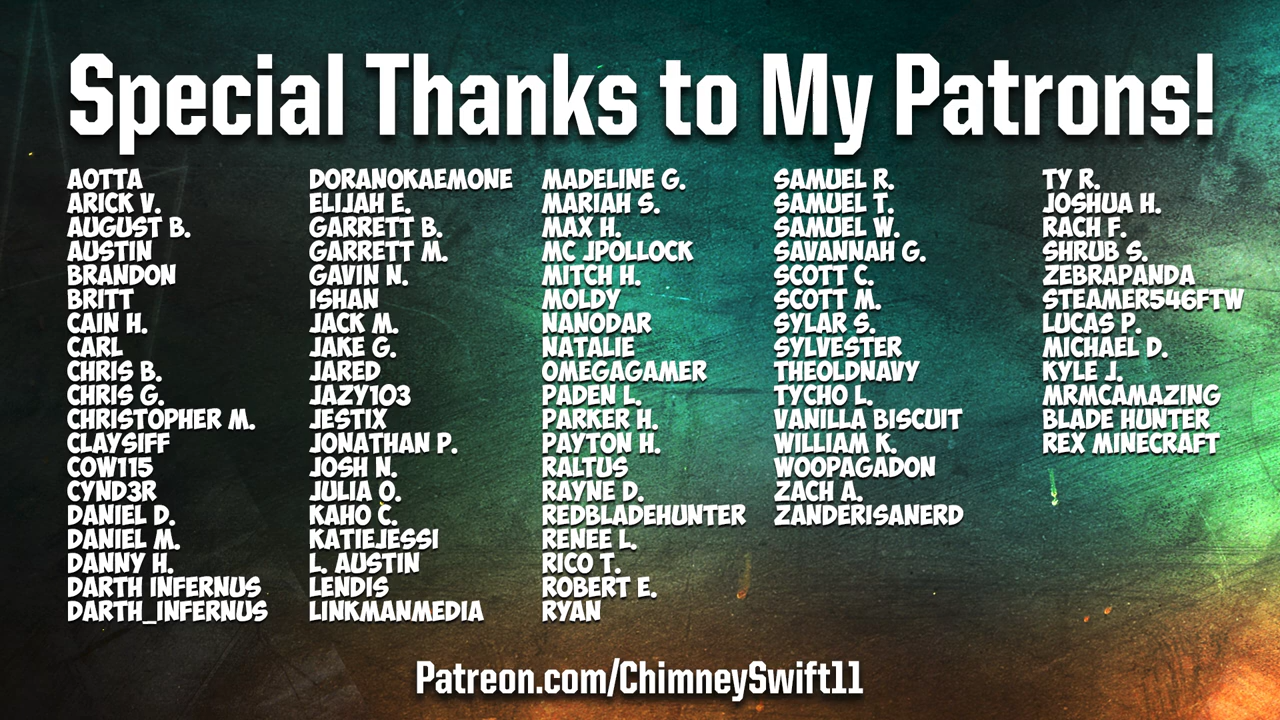 Special Thanks to My Patrons!
AOTTA
ARICK V.
AUGUST B.
AUSTIN
BRANDON
BRITT
CAIN H.
CARL
CHRIS B.
CHRIS G.
CHRISTOPHER M.
CLAYSIFF
COW115
CYND3R
DANIEL D.
DANIEL M.
DANNY H.
DARTH INFERNUS
DARTH_INFERNUS
DORANOKAEMONE
ELIJAH E.
GARRETT B.
GARRETT M.
GAVIN N.
ISHAN
JACK M.
JAKE G.
JARED
JAZY103
JESTIX
JONATHAN P.
JOSH N.
JULIA O.
KAHO C.
KATIEJESSI
L. AUSTIN
LENDIS
LINKMANMEDIA
MADELINE G.
MARIAH S.
MAX H.
MC JPOLLOCK
MITCH H.
MOLDY
NANODAR
NATALIE
OMEGAGAMER
PADEN L.
PARKER H.
PAYTON H.
RALTUS
RAYNE D.
REDBLADEHUNTER
RENEE L.
RICO T.
ROBERT E.
RYAN
SAMUEL R.
SAMUEL T.
SAMUEL W.
SAVANNAH G.
SCOTT C.
SCOTT M.
SYLAR S.
SYLVESTER
THEOLDNAVY
TYCHO L.
VANILLA BISCUIT
WILLIAM K.
WOOPAGADON
ZACH A.
ZANDERISANERD
TY R.
JOSHUA H.
RACH F.
SHRUB S.
ZEBRAPANDA
STEAMER546FTW
LUCAS P.
MICHAEL D.
KYLE J.
MRMCAMAZING
BLADE HUNTER
REX MINECRAFT
Patreon.com/ChimneySwift11